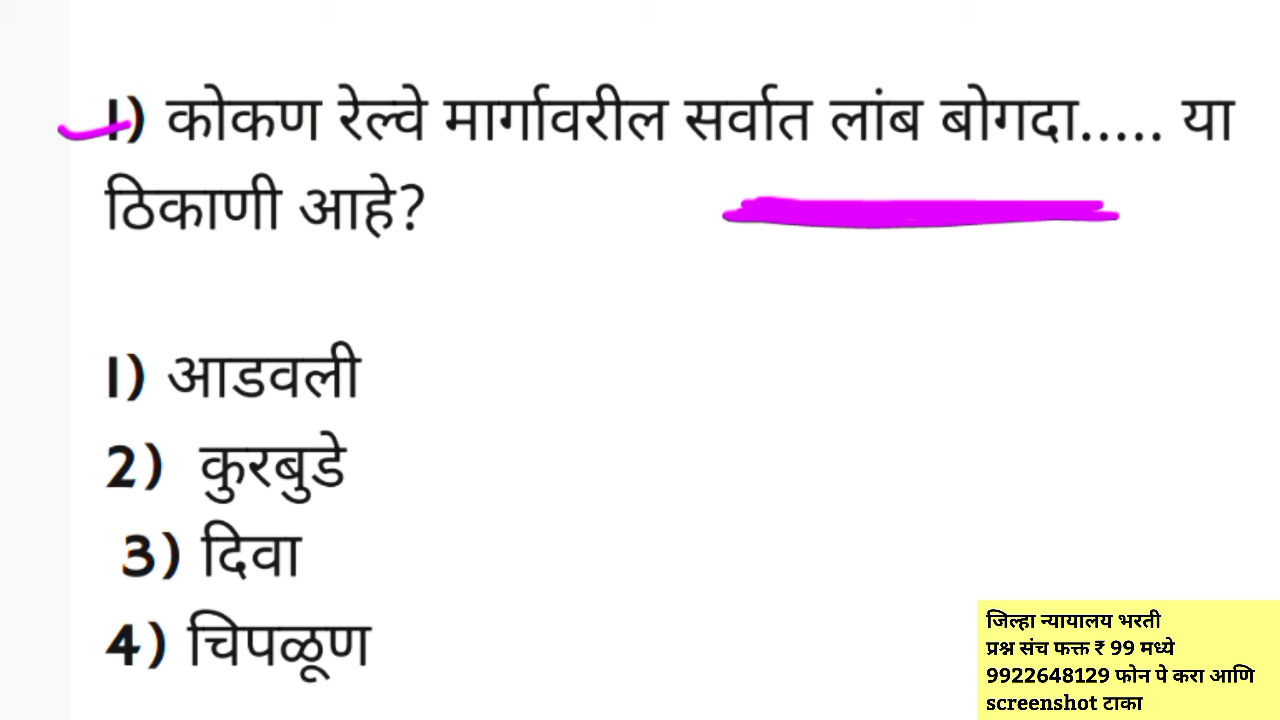 1) कोकण रेल्वे मार्गावरील सर्वात लांब बोगदा..... या
ठिकाणी आहे?
1) आडवली
2) कुरबुडे
3) दिवा
4) चिपळूण
जिल्हा न्यायालय भरती
प्रश्न संच फक्त ₹ 99 मध्ये
9922648129 फोन पे करा आणि
screenshot टाका